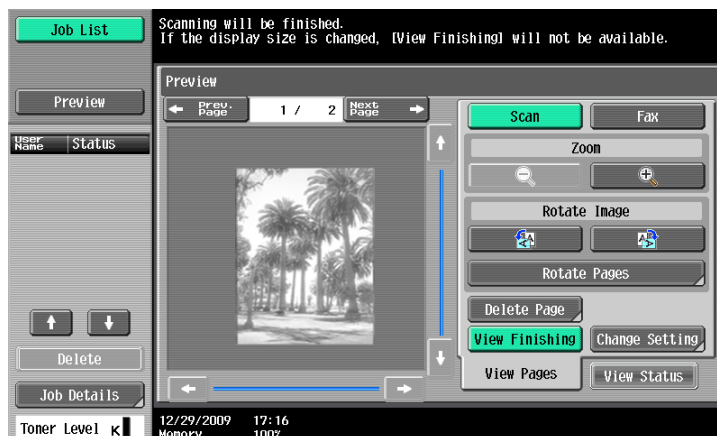 Job List
Scanning will be finished.
If the display size is changed, [View Finishing] will not be available.
Preview
Preview
Prev. Page
1 / 2
Next Page
Scan
Fax
User Name
Status
Zoom
Rotate Image
Rotate Pages
Delete Page
View Finishing
Change Setting
Delete
View Pages
View Status
Job Details
Toner Level K
12/29/2009 17:16
Memory 100%